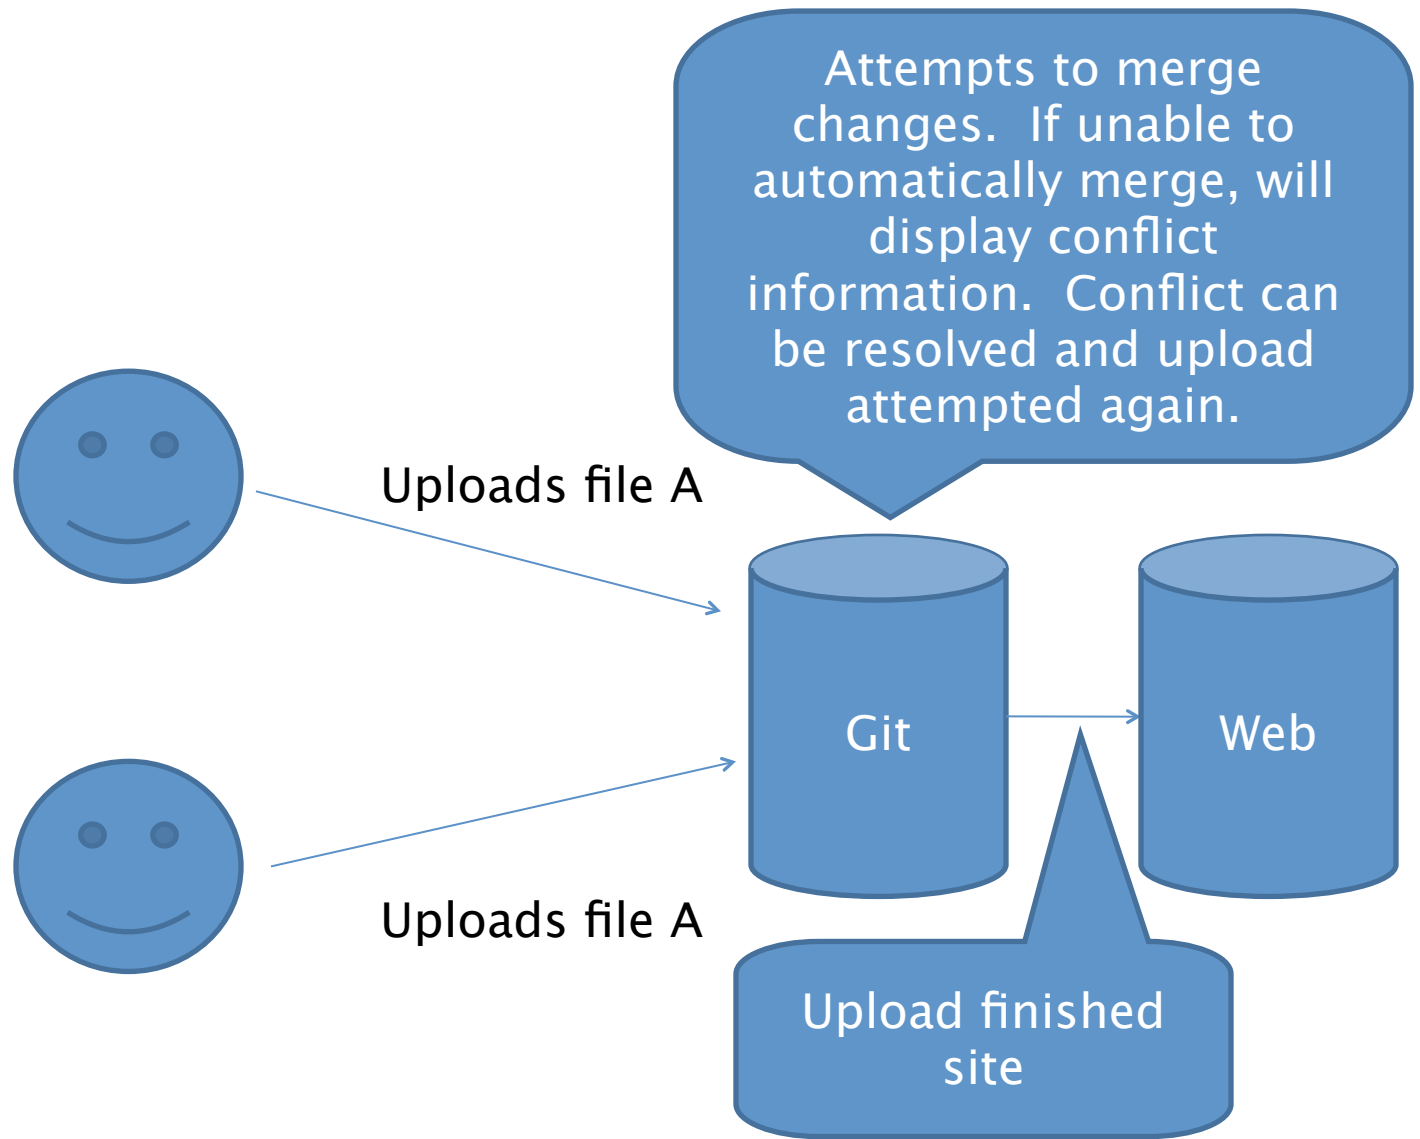 Attempts to merge
changes.  If unable to
automatically merge, will
display conflict
information.  Conflict can
be resolved and upload
attempted again.
Uploads file A
Git
Web
Uploads file A
Upload finished
site